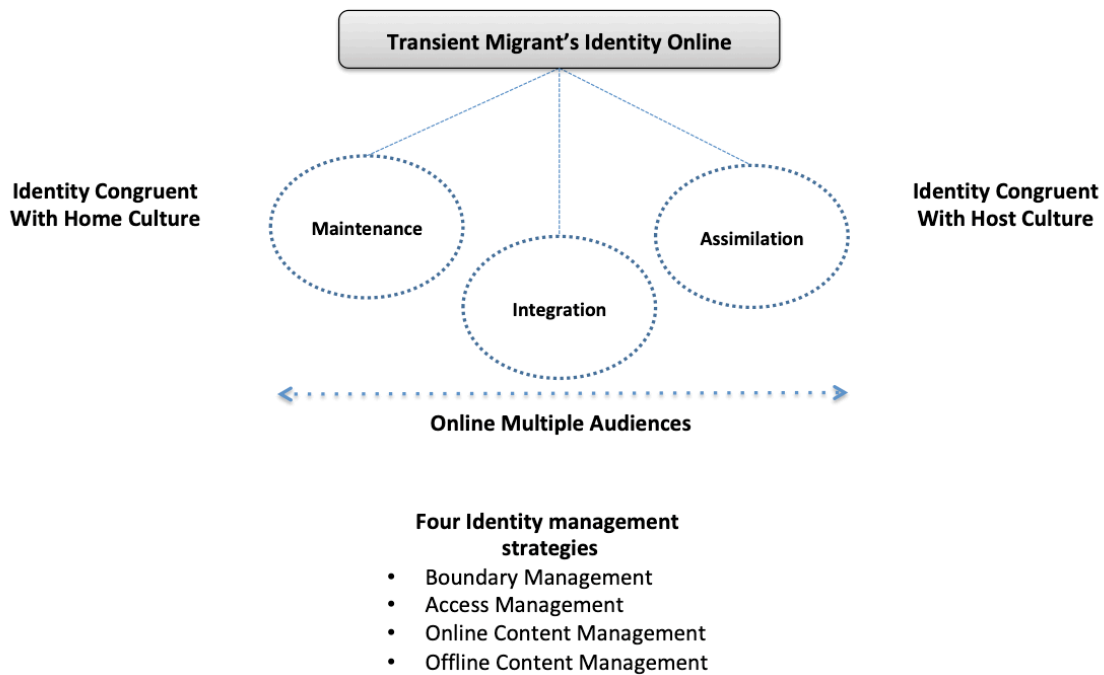 Transient Migrant's Identity Online
Identity Congruent
With Home Culture
Maintenance
Integration
Assimilation
Identity Congruent
With Host Culture
Online Multiple Audiences
Four Identity management
strategies
• Boundary Management
• Access Management
• Online Content Management
• Offline Content Management